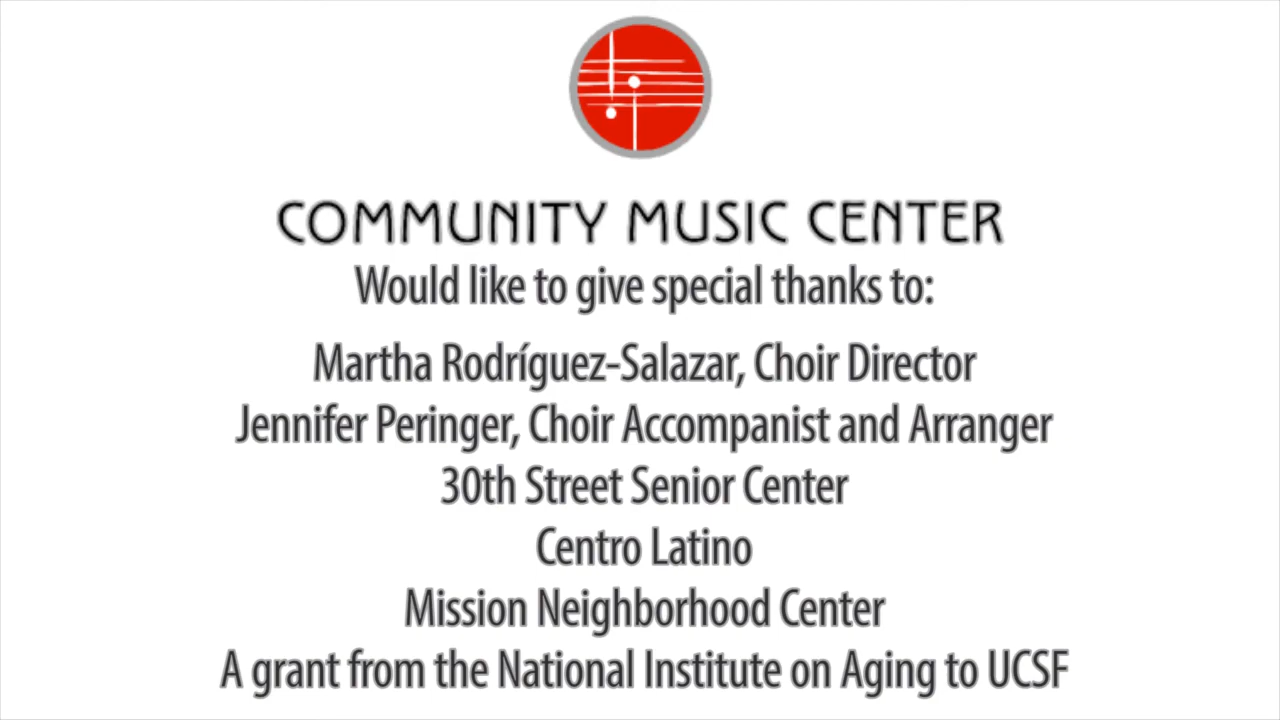 COMMUNITY MUSIC CENTER
Would like to give special thanks to:
Martha Rodríguez-Salazar, Choir Director
Jennifer Peringer, Choir Accompanist and Arranger
30th Street Senior Center
Centro Latino
Mission Neighborhood Center
A grant from the National Institute on Aging to UCSF